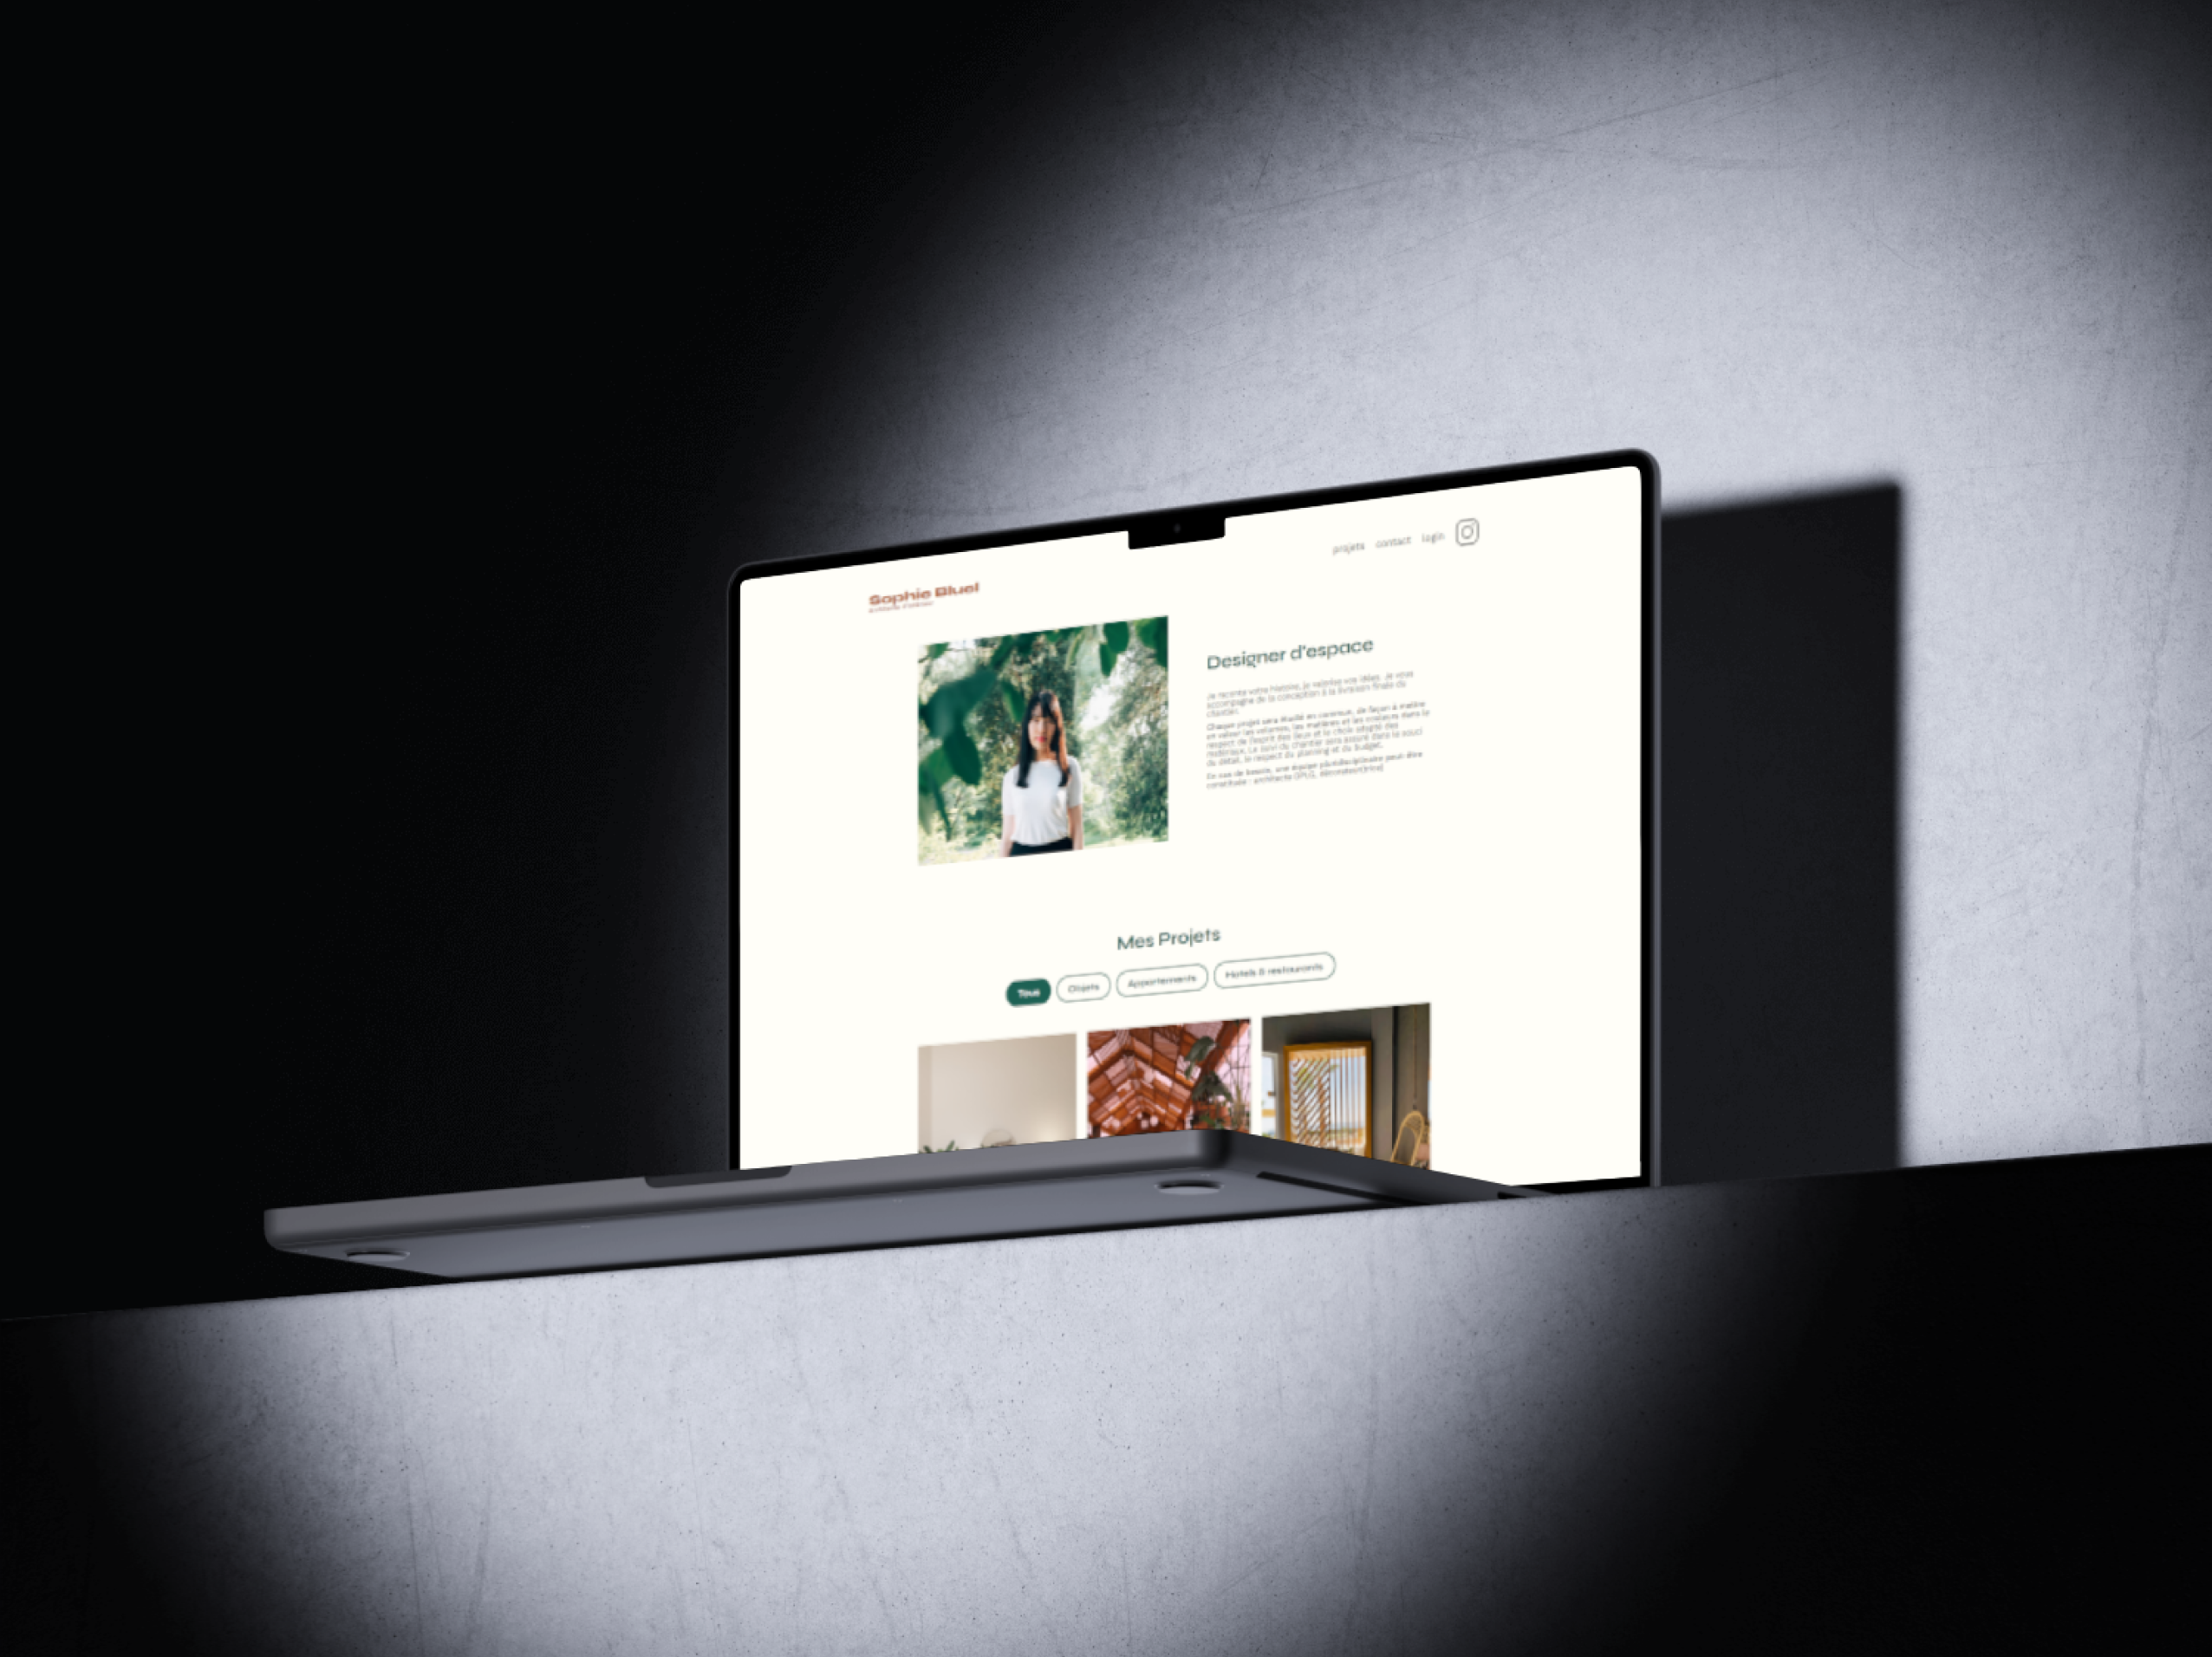 projets contact login
Sophie Bluel
Designer d'espace
Je raconte votre histoire, je valorise vos idées. Je vous
accompagne de la conception à la livraison finale du
chantier.
Chaque projet sera étudié en commun, de façon à mettre
en valeur les volumes, les matières et les couleurs dans le
respect de l'esprit des lieux et le choix adapté des
matériaux. Le suivi du chantier sera assuré dans le souci
du détail, le respect du planning et du budget.
En cas de besoin, une équipe pluridisciplinaire peut-être
constituée : architecte DPLG, décorateur(trice)
Mes Projets
Tous Objets Appartements Hotels & restaurants